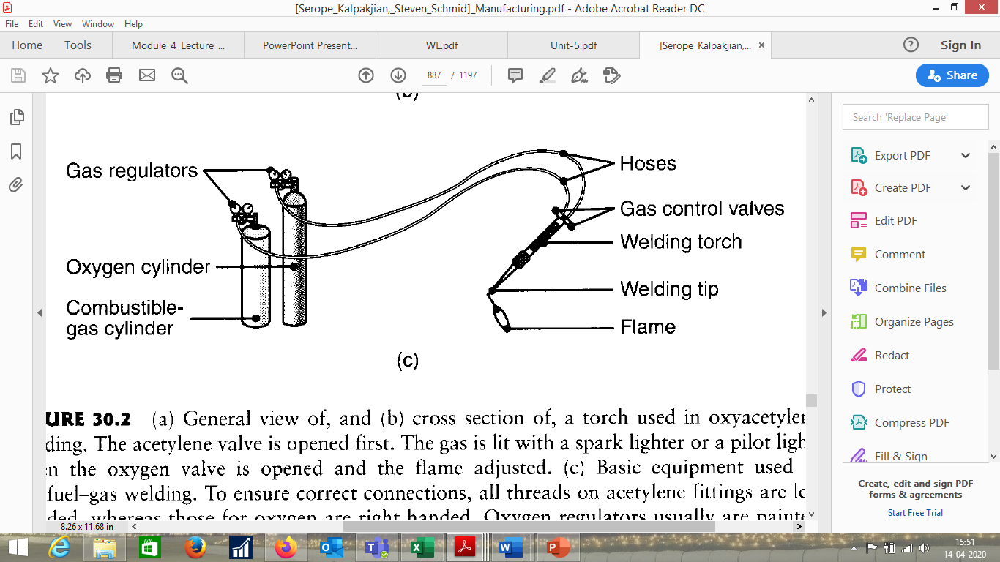 [Serope_Kalpakjian,_Steven_Schmid]_Manufacturing.pdf - Adobe Acrobat Reader DC
File Edit View Window Help
Home Tools Module_4_Lecture_... PowerPoint Present... WL.pdf Unit-5.pdf [Serope_Kalpakjian,... × Sign In
887 / 1197 Share
Search 'Replace Page'
Export PDF
Create PDF
Edit PDF
Comment
Combine Files
Organize Pages
Redact
Protect
Compress PDF
Fill & Sign
Create, edit and sign PDF
forms & agreements
Start Free Trial
Gas regulators
Oxygen cylinder
Combustible-
gas cylinder
Hoses
Gas control valves
Welding torch
Welding tip
Flame
(c)
URE 30.2 (a) General view of, and (b) cross section of, a torch used in oxyacetyle
ding. The acetylene valve is opened first. The gas is lit with a spark lighter or a pilot ligh
n the oxygen valve is opened and the flame adjusted. (c) Basic equipment used
fuel–gas welding. To ensure correct connections, all threads on acetylene fittings are le
ded, whereas those for oxygen are right handed. Oxygen regulators usually are painte
8.26 x 11.68 in
15:51
14-04-2020